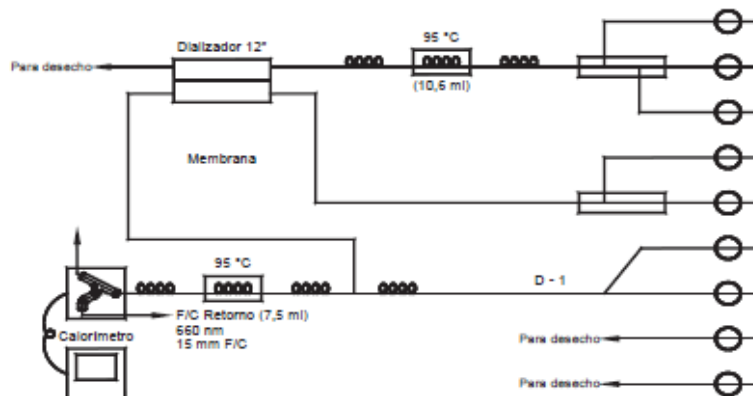 95 °C
Dializador 12"
Para desecho
(10,5 ml)
Membrana
95 °C
D - 1
F/C Retorno (7,5 ml)
660 nm
15 mm F/C
Calorímetro
Para desecho
Para desecho